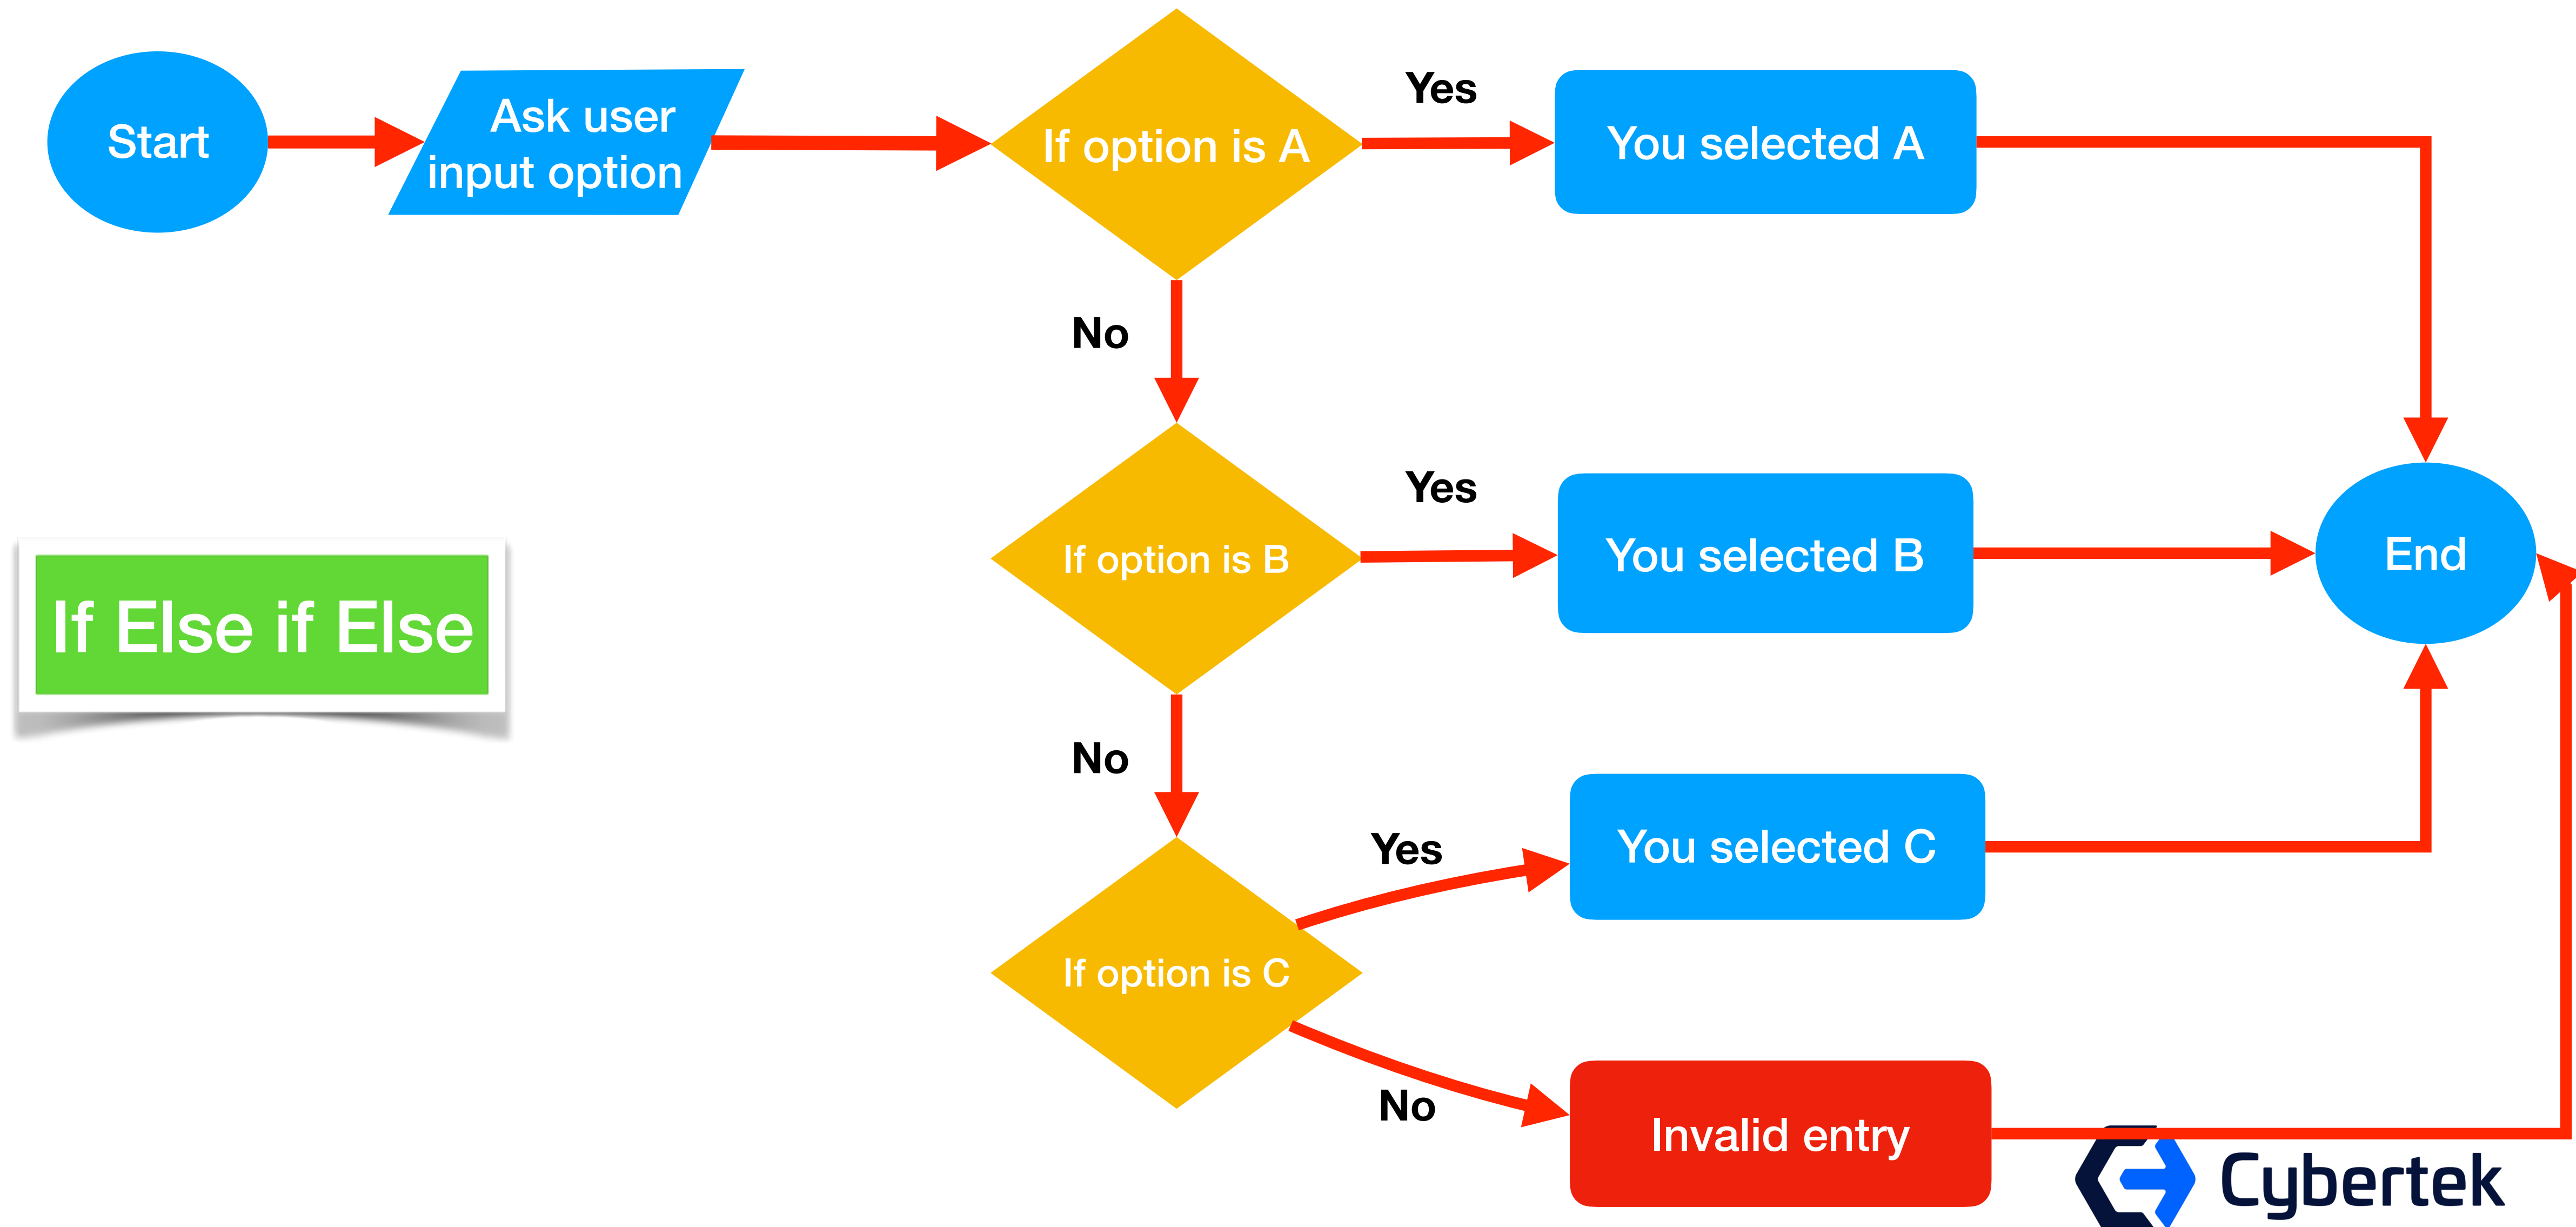 Start
Ask user
input option
If option is A
Yes
You selected A
No
If option is B
Yes
You selected B
End
If Else if Else
No
If option is C
Yes
You selected C
No
Invalid entry
Cybertek